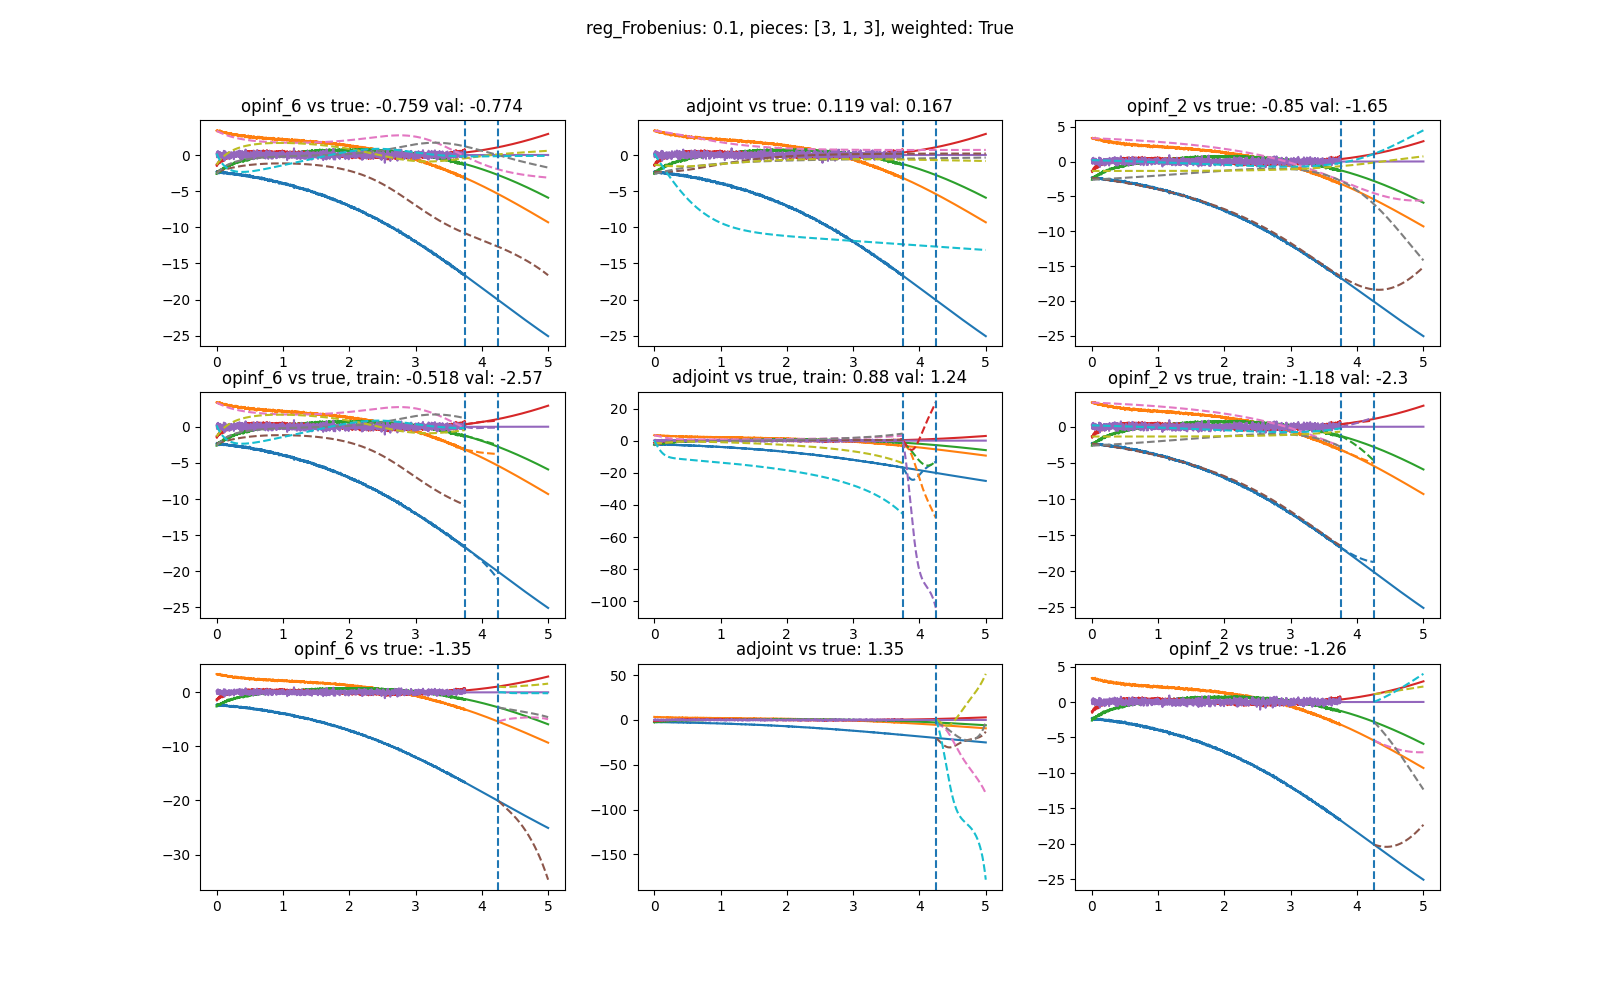 reg_Frobenius: 0.1, pieces: [3, 1, 3], weighted: True
opinf_6 vs true: -0.759 val: -0.774
0
−5
−10
−15
−20
−25
0 1 2 3 4 5
adjoint vs true: 0.119 val: 0.167
0
−5
−10
−15
−20
−25
0 1 2 3 4 5
opinf_2 vs true: -0.85 val: -1.65
5
0
−5
−10
−15
−20
−25
0 1 2 3 4 5
opinf_6 vs true, train: -0.518 val: -2.57
0
−5
−10
−15
−20
−25
0 1 2 3 4 5
adjoint vs true, train: 0.88 val: 1.24
20
0
−20
−40
−60
−80
−100
0 1 2 3 4 5
opinf_2 vs true, train: -1.18 val: -2.3
0
−5
−10
−15
−20
−25
0 1 2 3 4 5
opinf_6 vs true: -1.35
0
−10
−20
−30
0 1 2 3 4 5
adjoint vs true: 1.35
50
0
−50
−100
−150
0 1 2 3 4 5
opinf_2 vs true: -1.26
5
0
−5
−10
−15
−20
−25
0 1 2 3 4 5